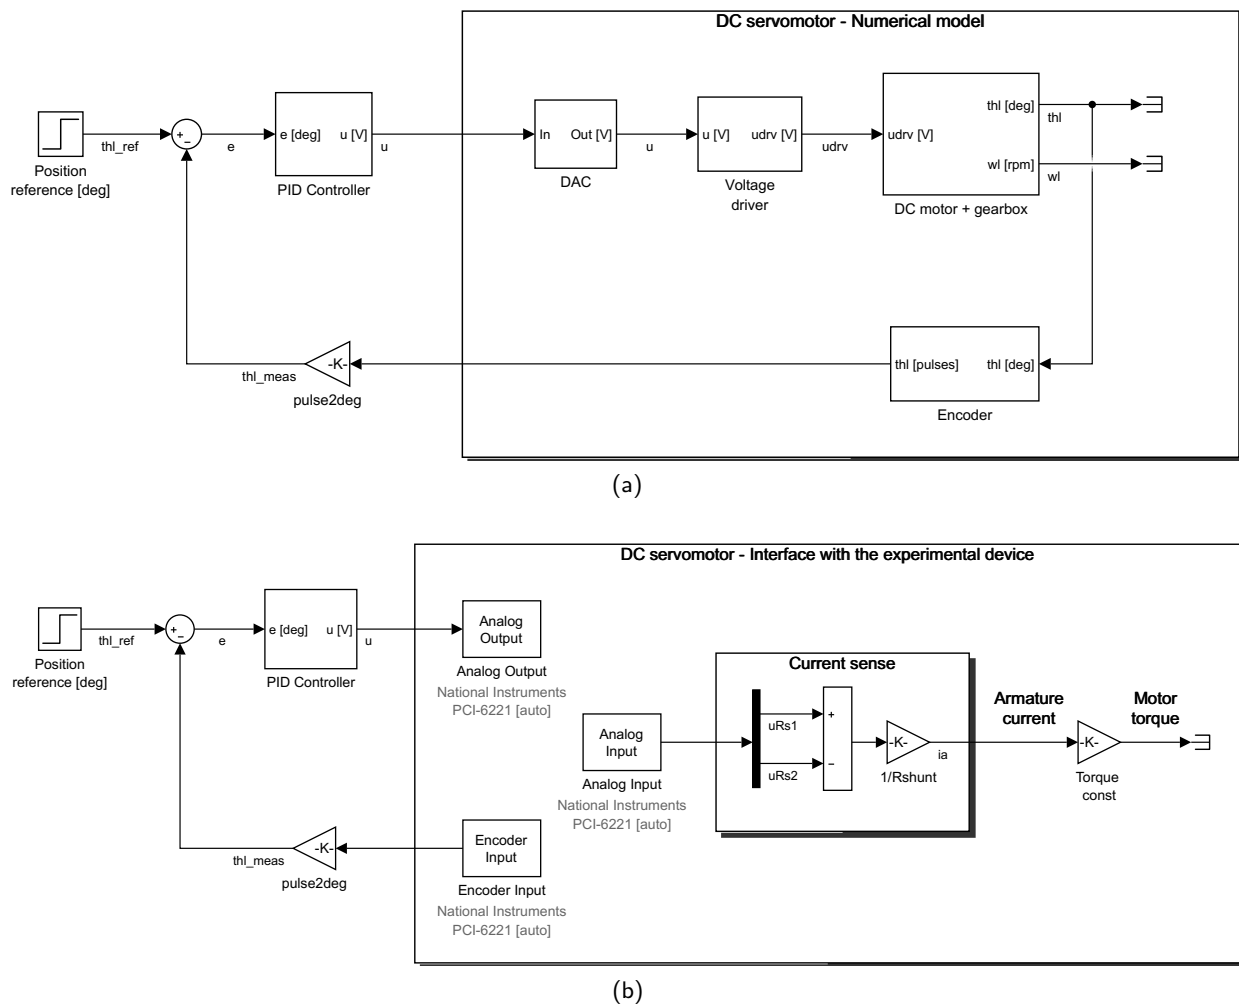 DC servomotor - Numerical model
Position
reference [deg]
thl_ref
+
−
e
e [deg]
u [V]
PID Controller
u
In
Out [V]
DAC
u
u [V]
udrv [V]
Voltage
driver
udrv
udrv [V]
thl [deg]
wl [rpm]
DC motor + gearbox
thl
wl
thl_meas
-K-
pulse2deg
thl [pulses]
thl [deg]
Encoder
(a)
DC servomotor - Interface with the experimental device
Position
reference [deg]
thl_ref
+
−
e
e [deg]
u [V]
PID Controller
u
Analog
Output
Analog Output
National Instruments
PCI-6221 [auto]
Analog
Input
Analog Input
National Instruments
PCI-6221 [auto]
Current sense
uRs1
uRs2
+
−
-K-
1/Rshunt
ia
Armature
current
-K-
Torque
const
Motor
torque
thl_meas
-K-
pulse2deg
Encoder
Input
Encoder Input
National Instruments
PCI-6221 [auto]
(b)